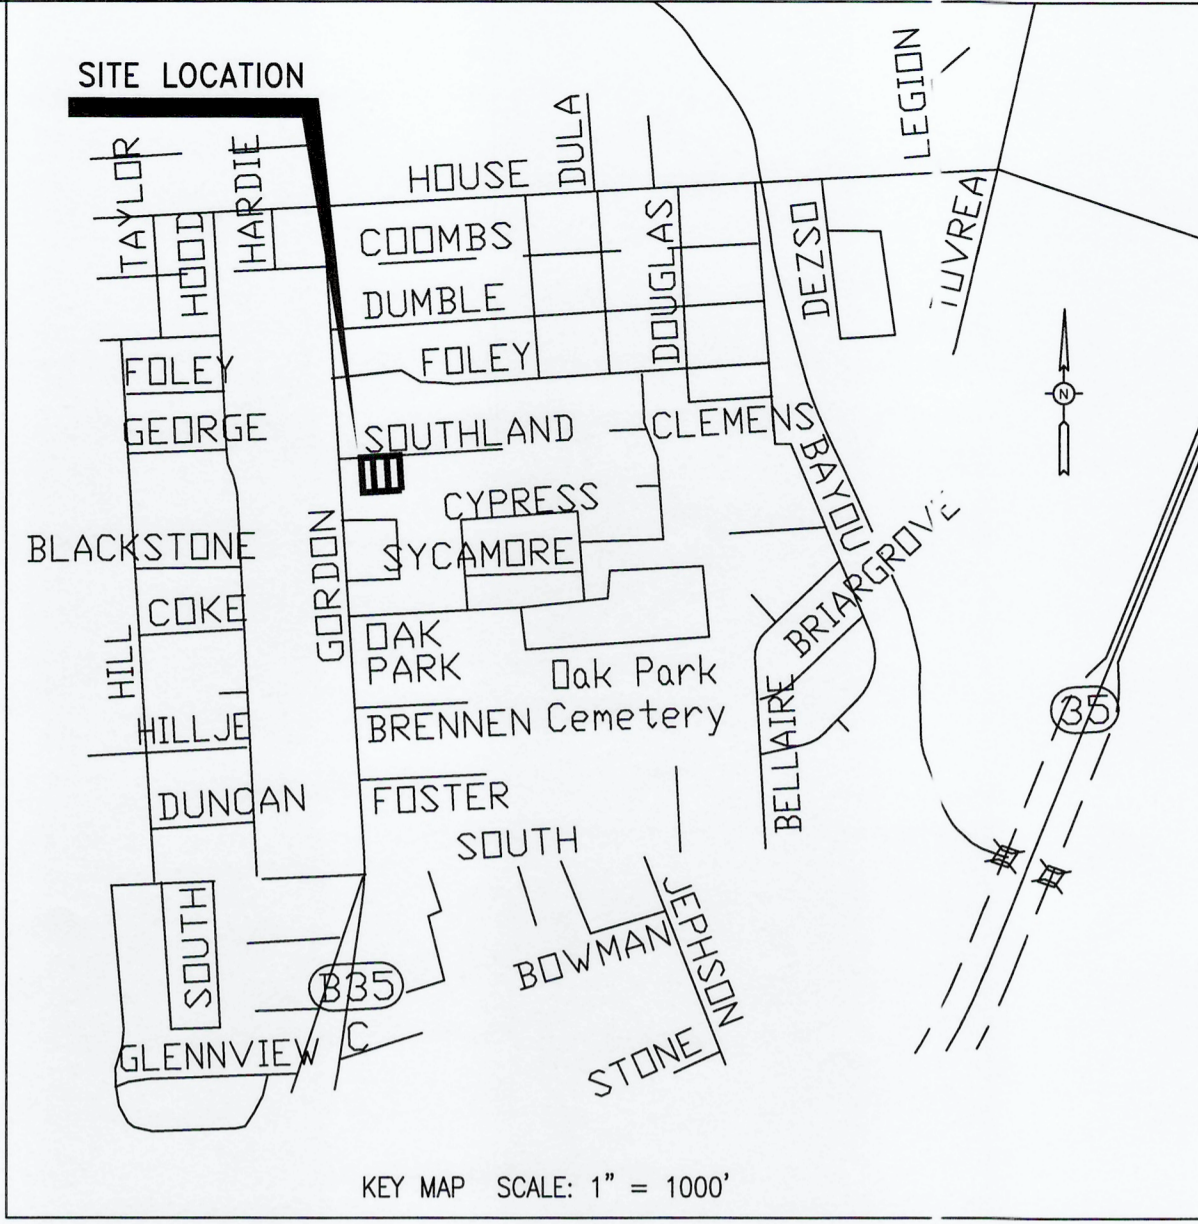 SITE LOCATION
LEGION
TAYLOR
HARDIE
DULA
HOUSE
HOOD
COOMBS
DOUGLAS
DEZSO
DUMBLE
FOLEY
FOLEY
GEORGE
SOUTHLAND
CLEMENS
BAYOU
N
CYPRESS
GORDON
BLACKSTONE
SYCAMORE
BRIARGROVE
COKE
OAK
PARK
HILL
Oak Park
Cemetery
BELLAIRE
35
HILLJE
BRENNEN
DUNCAN
FOSTER
SOUTH
SOUTH
JEPHSON
BOWMAN
B35
C
GLENNVIEW
STONE
KEY MAP SCALE: 1" = 1000'